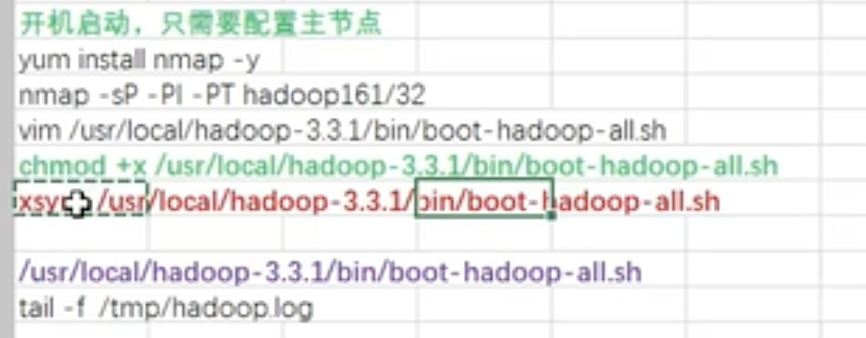 开机启动，只需要配置主节点
yum install nmap -y
nmap -sP -PI -PT hadoop161/32
vim /usr/local/hadoop-3.3.1/bin/boot-hadoop-all.sh
chmod +x /usr/local/hadoop-3.3.1/bin/boot-hadoop-all.sh
/usr/local/hadoop-3.3.1/bin/boot-hadoop-all.sh
/usr/local/hadoop-3.3.1/bin/boot-hadoop-all.sh
tail -f /tmp/hadoop.log